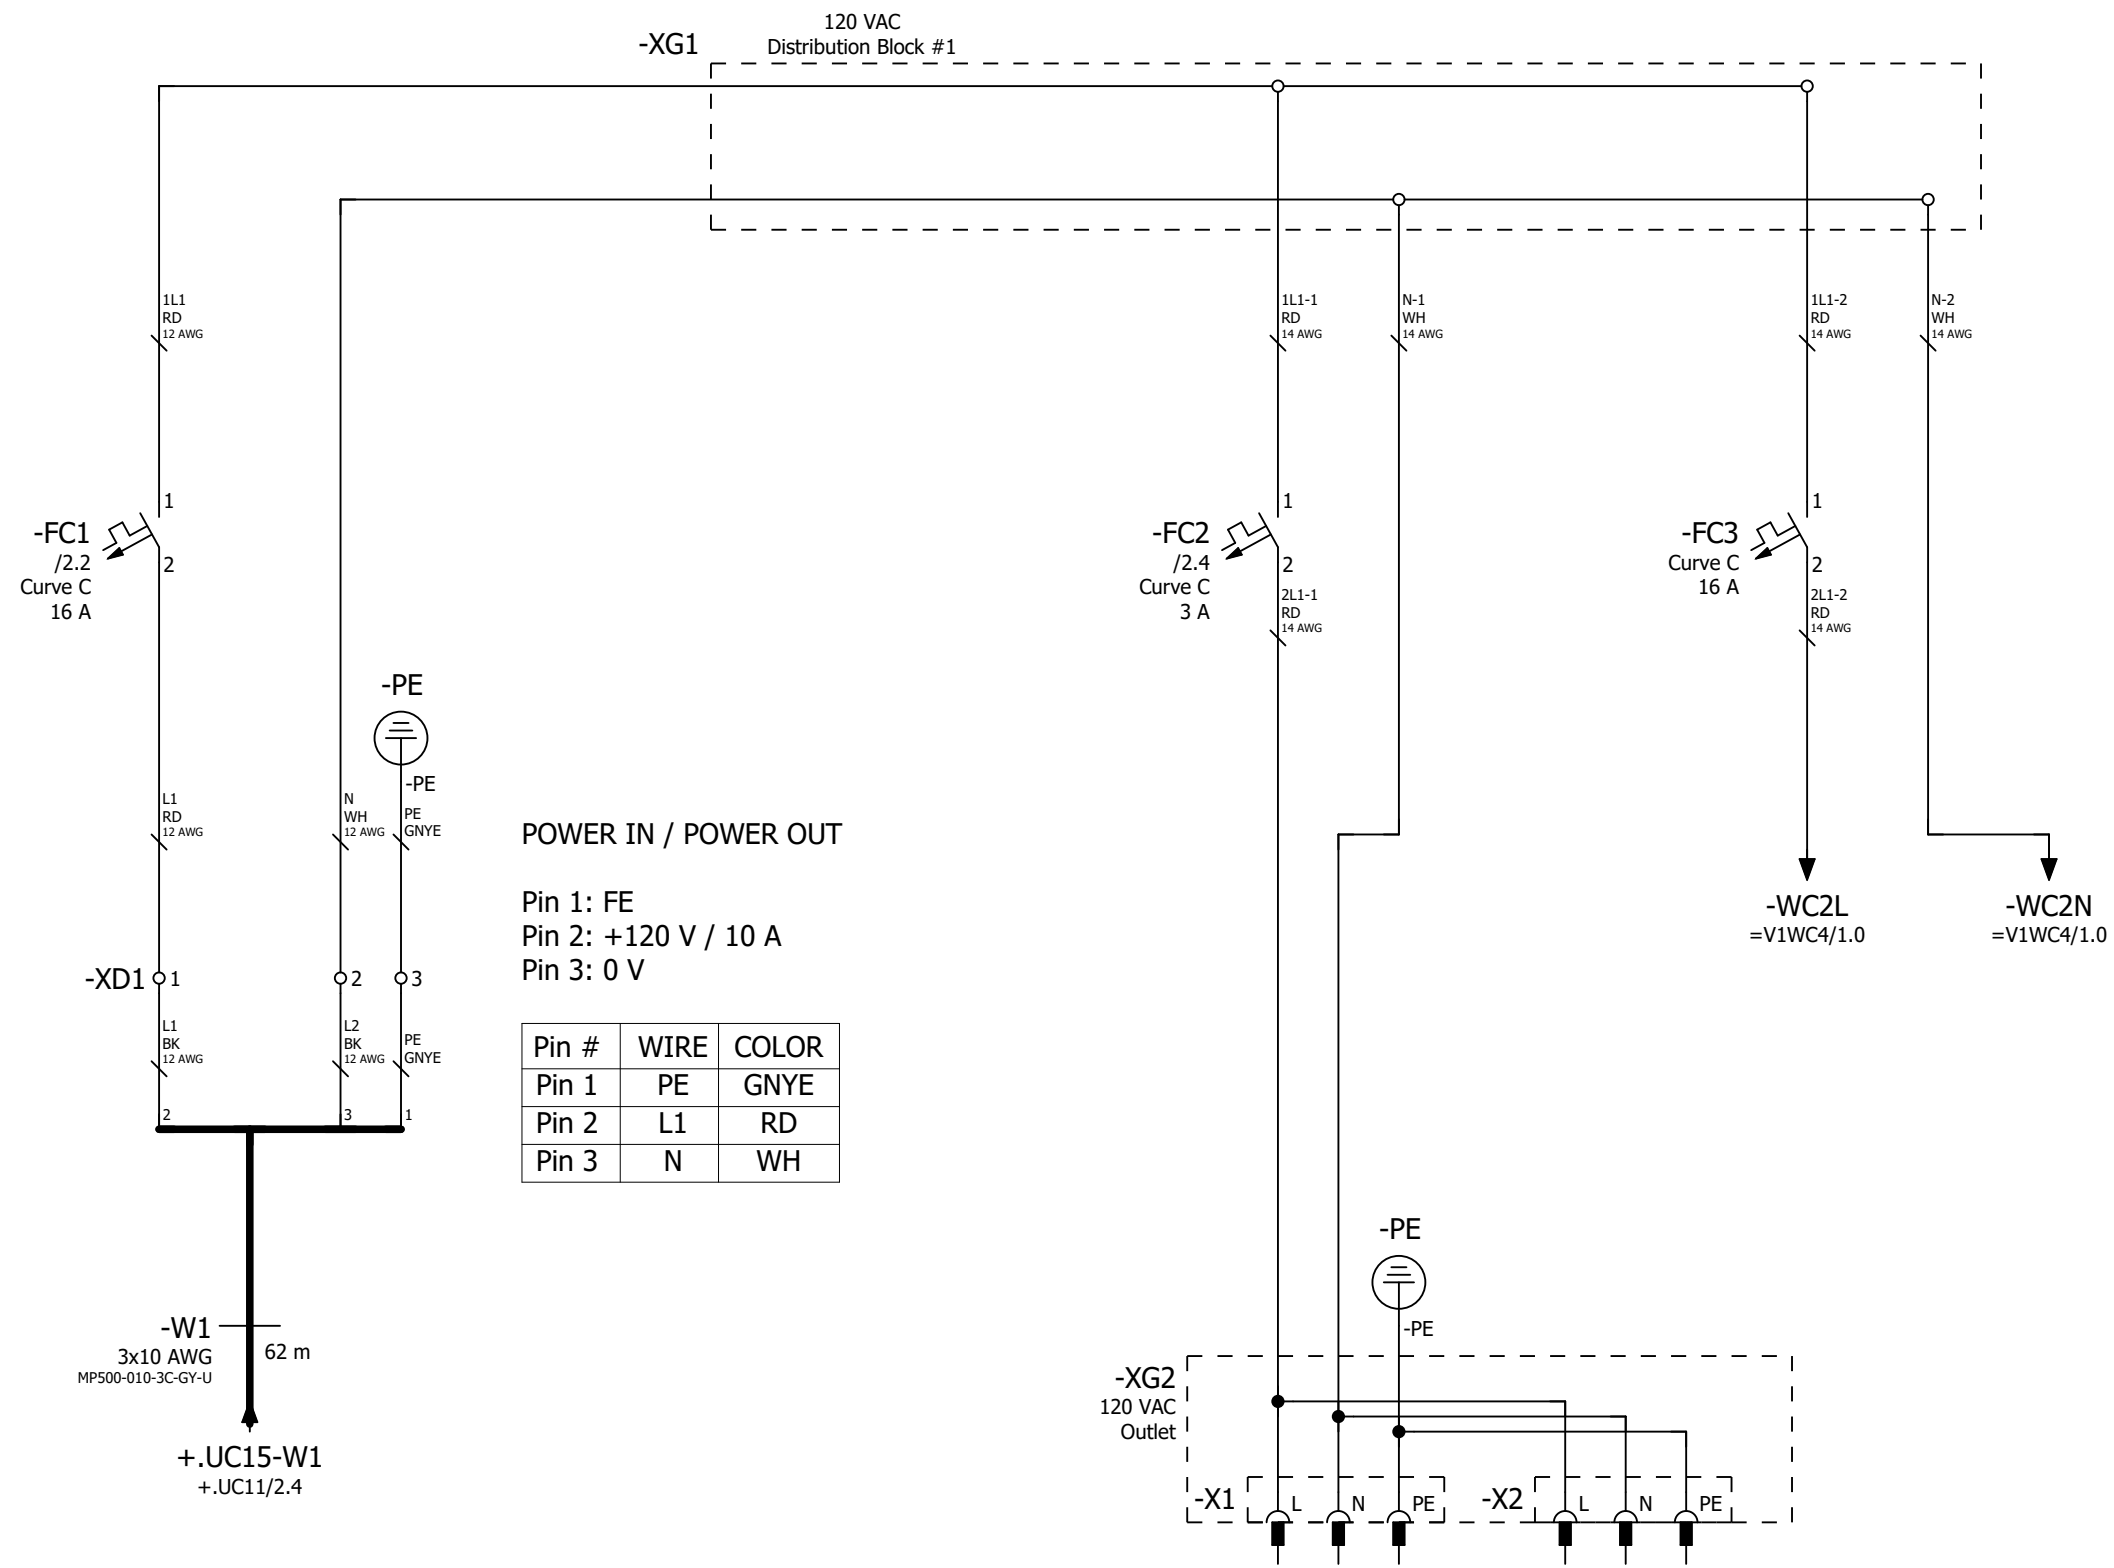 120 VAC
Distribution Block #1
-XG1
1L1
RD
12 AWG
1L1-1
RD
14 AWG
N-1
WH
14 AWG
1L1-2
RD
14 AWG
N-2
WH
14 AWG
1
-FC1
/2.2
Curve C
16 A
2
1
-FC2
/2.4
Curve C
3 A
2
2L1-1
RD
14 AWG
1
-FC3
Curve C
16 A
2
2L1-2
RD
14 AWG
-PE
-PE
L1
RD
12 AWG
N
WH
12 AWG
PE
GNYE
POWER IN / POWER OUT
Pin 1: FE
Pin 2: +120 V / 10 A
Pin 3: 0 V
-WC2L
=V1WC4/1.0
-WC2N
=V1WC4/1.0
-XD1
1
2
3
L1
BK
12 AWG
L2
BK
12 AWG
PE
GNYE
2
3
1
Pin # WIRE COLOR
Pin 1 PE GNYE
Pin 2 L1 RD
Pin 3 N WH
-W1
3x10 AWG
MP500-010-3C-GY-U
62 m
+.UC15-W1
+.UC11/2.4
-PE
-PE
-XG2
120 VAC
Outlet
-X1
L
N
PE
-X2
L
N
PE